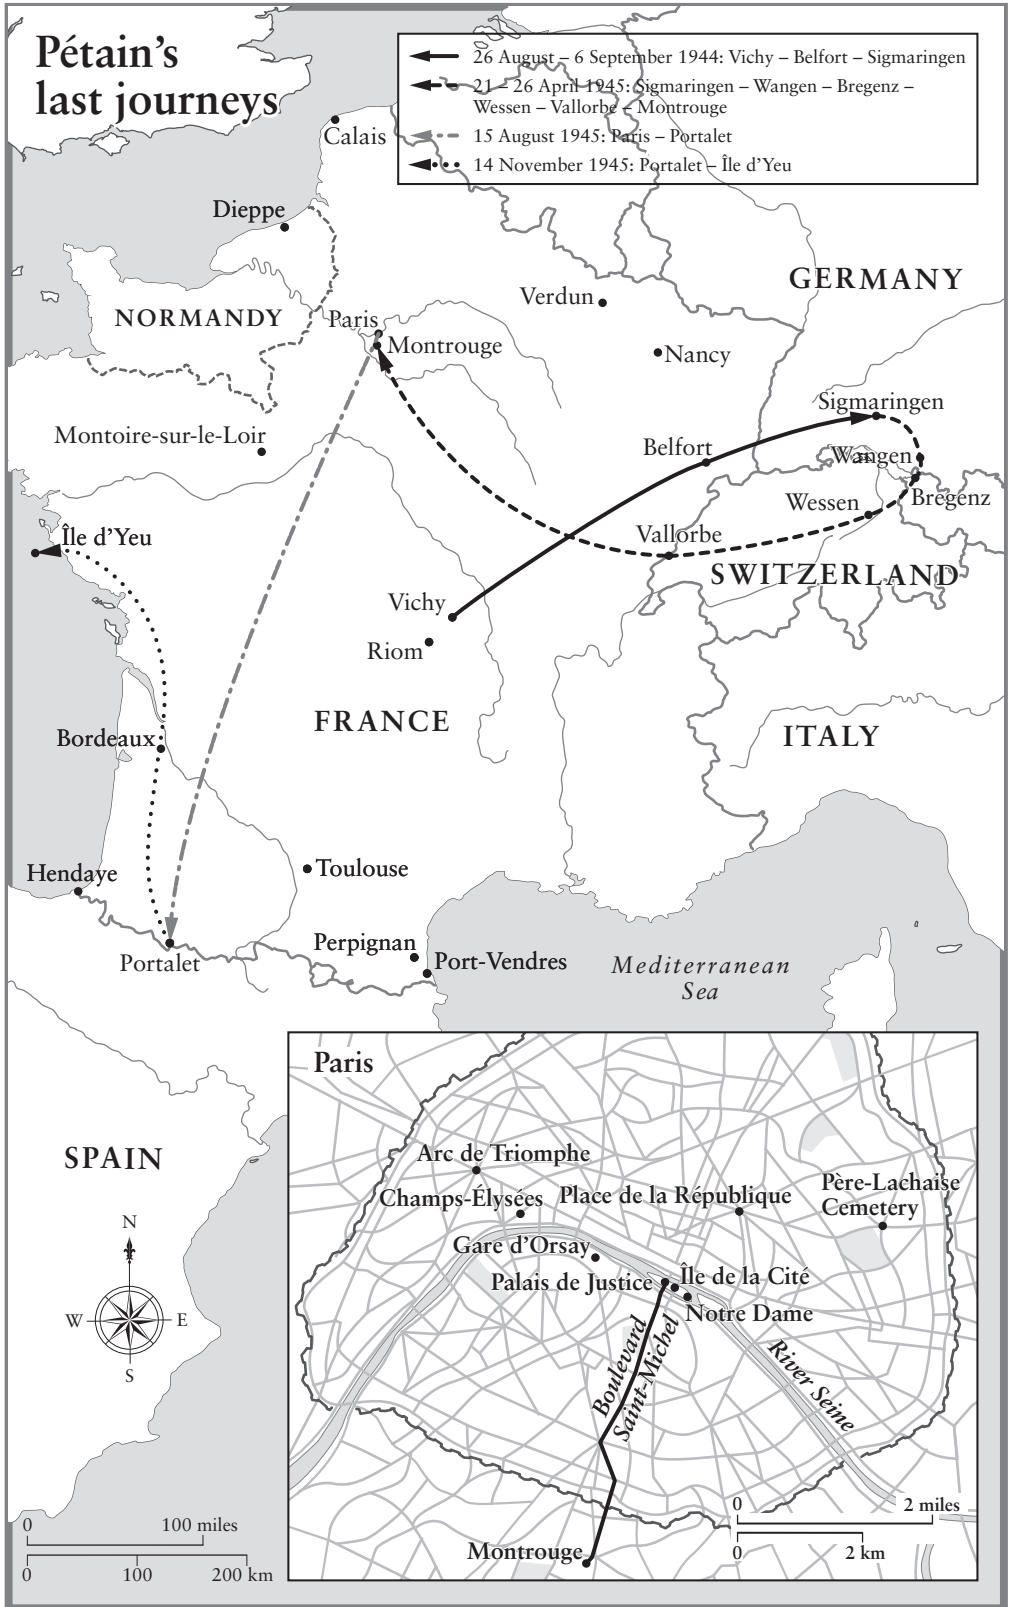 Pétain's
last journeys
26 August – 6 September 1944: Vichy – Belfort – Sigmaringen
21 – 26 April 1945: Sigmaringen – Wangen – Bregenz –
Wessen – Vallorbe – Montrouge
15 August 1945: Paris – Portalet
14 November 1945: Portalet – Île d'Yeu
Calais
Dieppe
GERMANY
Verdun
NORMANDY
Paris
Montrouge
Nancy
Sigmaringen
Montoire-sur-le-Loir
Belfort
Wangen
Bregenz
Wessen
Île d'Yeu
Vallorbe
SWITZERLAND
Vichy
Riom
FRANCE
ITALY
Bordeaux
Hendaye
Toulouse
Perpignan
Portalet
Port-Vendres
Mediterranean
Sea
SPAIN
N
W
E
S
0
100 miles
0
100
200 km
Paris
Arc de Triomphe
Champs-Élysées
Place de la République
Père-Lachaise
Cemetery
Gare d'Orsay
Palais de Justice
Île de la Cité
Notre Dame
Boulevard
Saint-Michel
River Seine
Montrouge
0
2 miles
0
2 km